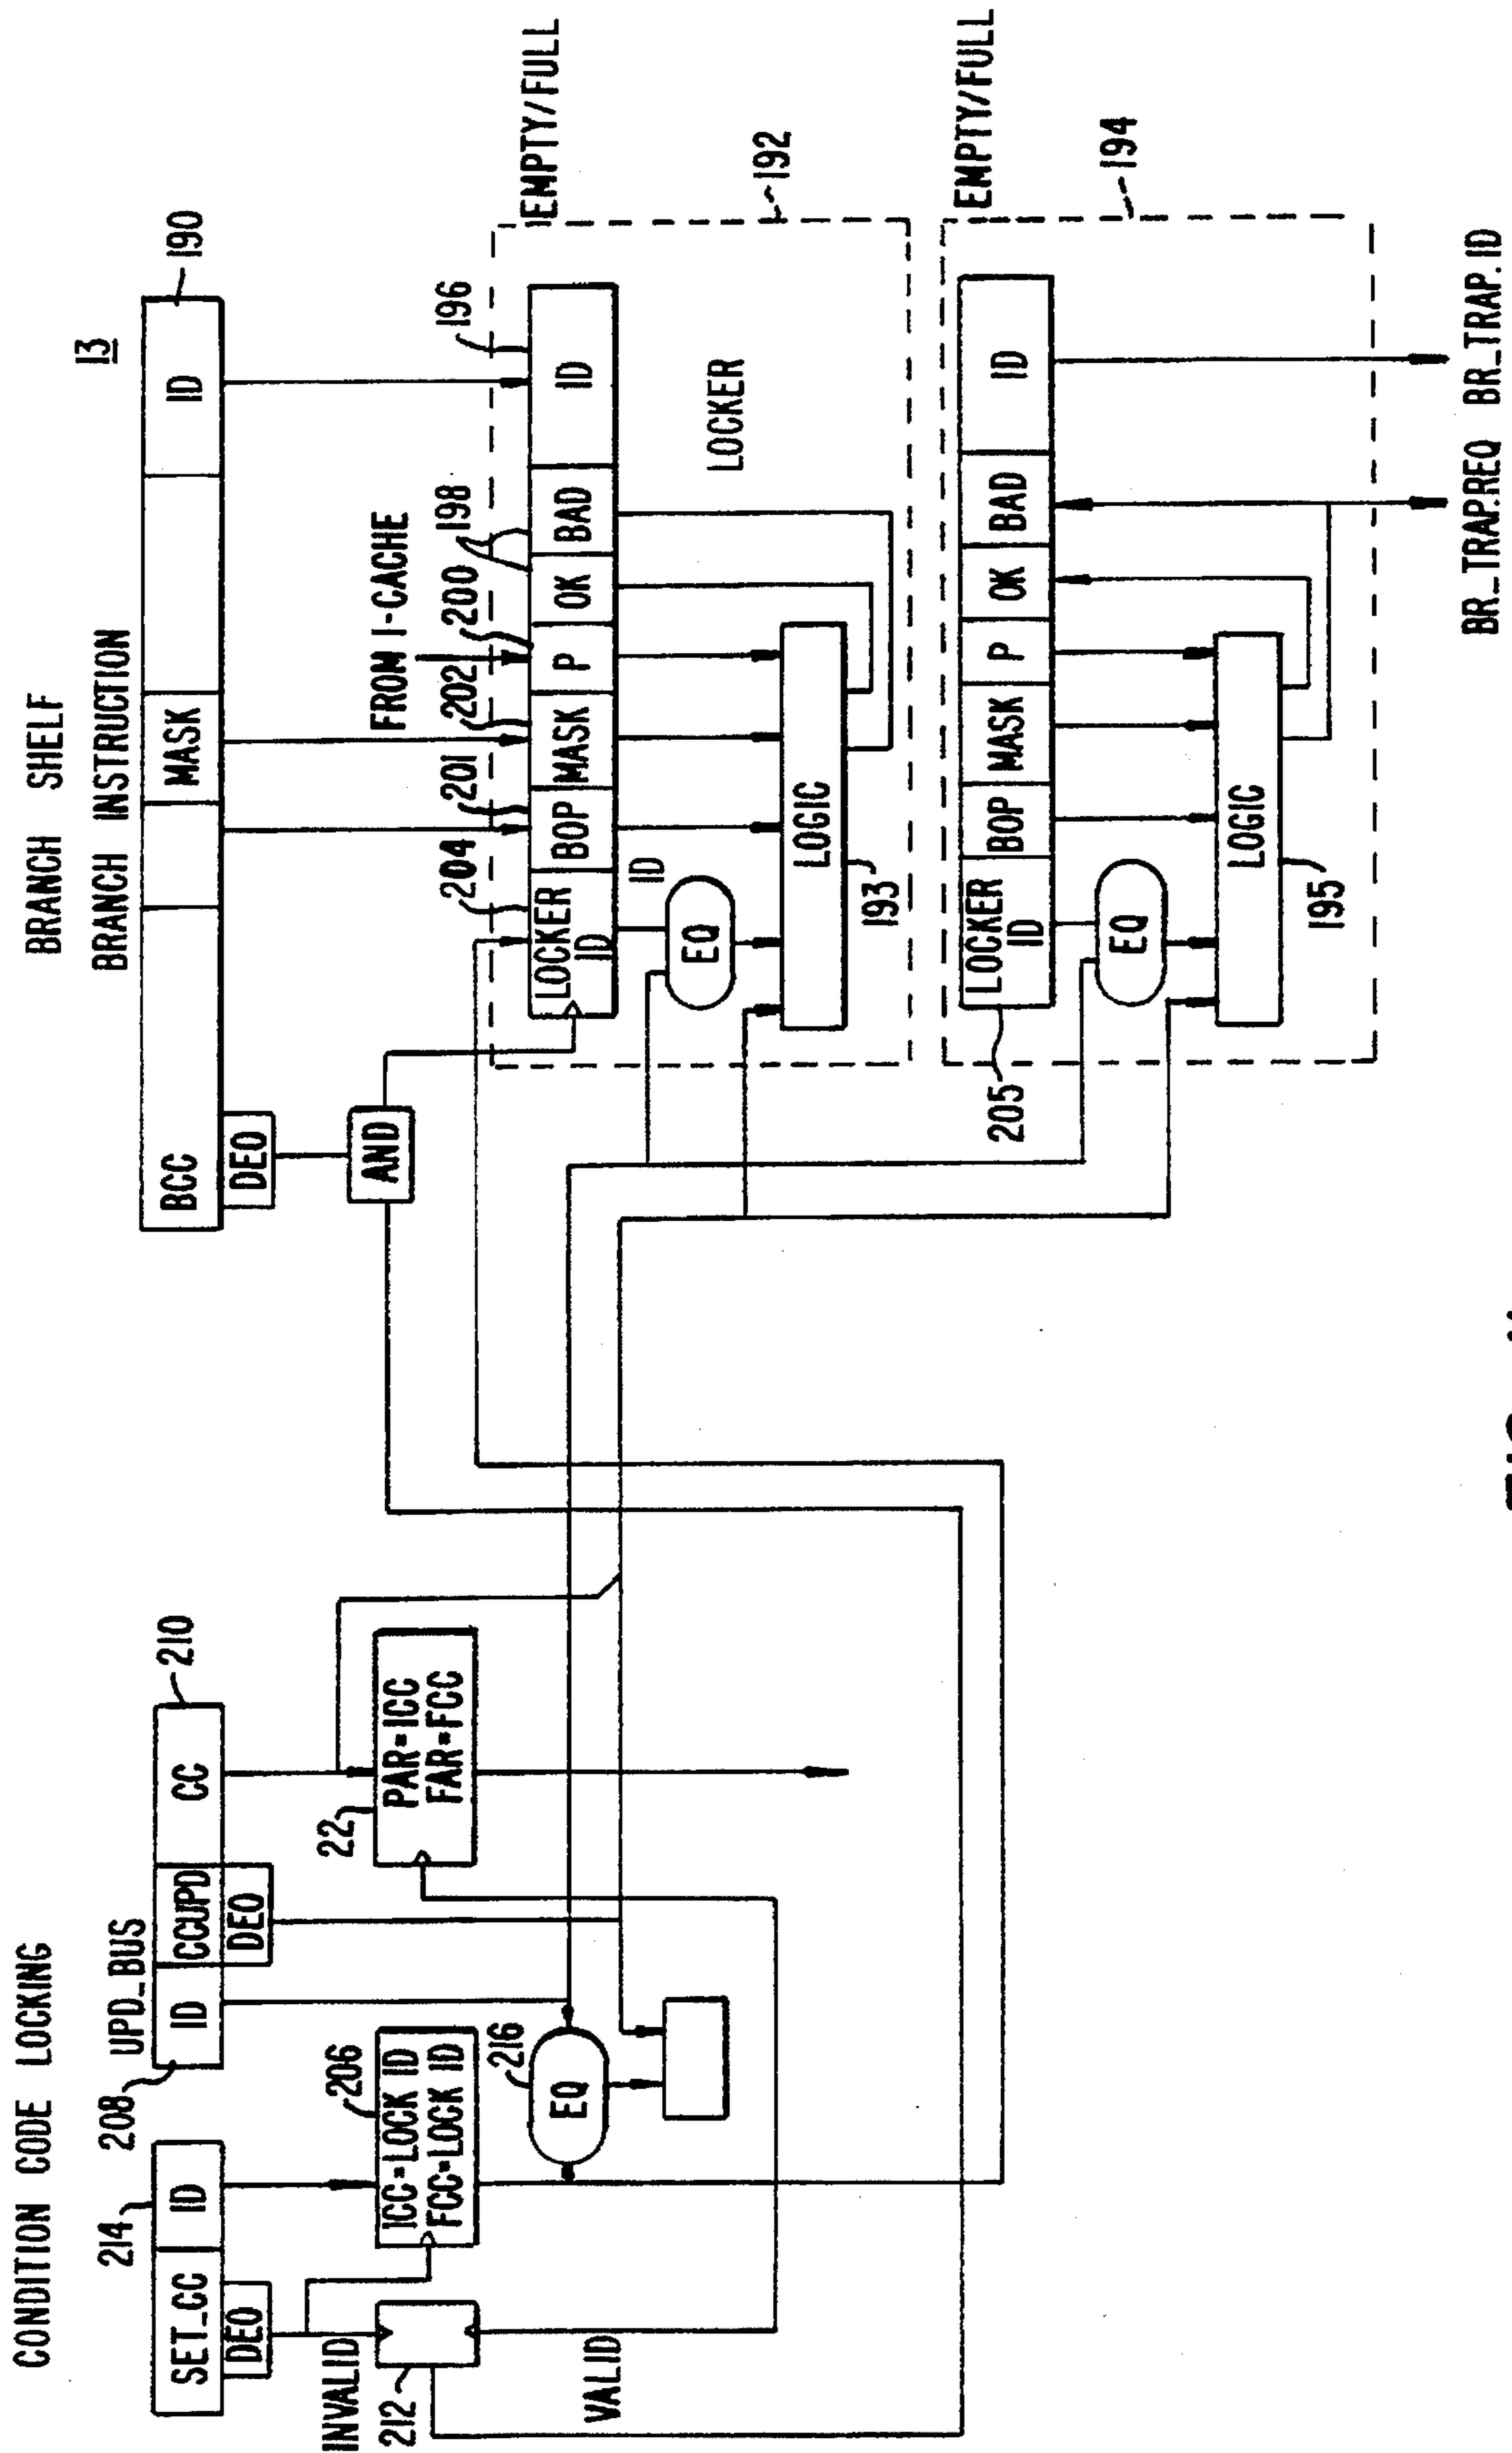 CONDITION CODE LOCKING
BRANCH SHELF
13
UPD_BUS
BRANCH INSTRUCTION
214
208
210
190
SET_CC
ID
ID
CCUPD
CC
BCC
MASK
ID
DEO
DEO
DEO
INVALID
206
22
AND
FROM I-CACHE
212
ICC=LOCK ID
FCC=LOCK ID
PAR=ICC
FAR=FCC
204
201
202
200
198
196
VALID
216
EQ
LOCKER
ID
BOP
MASK
P
OK
BAD
ID
EMPTY/FULL
ID
EQ
LOCKER
192
LOGIC
193
205
LOCKER
ID
BOP
MASK
P
OK
BAD
ID
EMPTY/FULL
EQ
194
LOGIC
195
BR_TRAP.REQ
BR_TRAP.ID